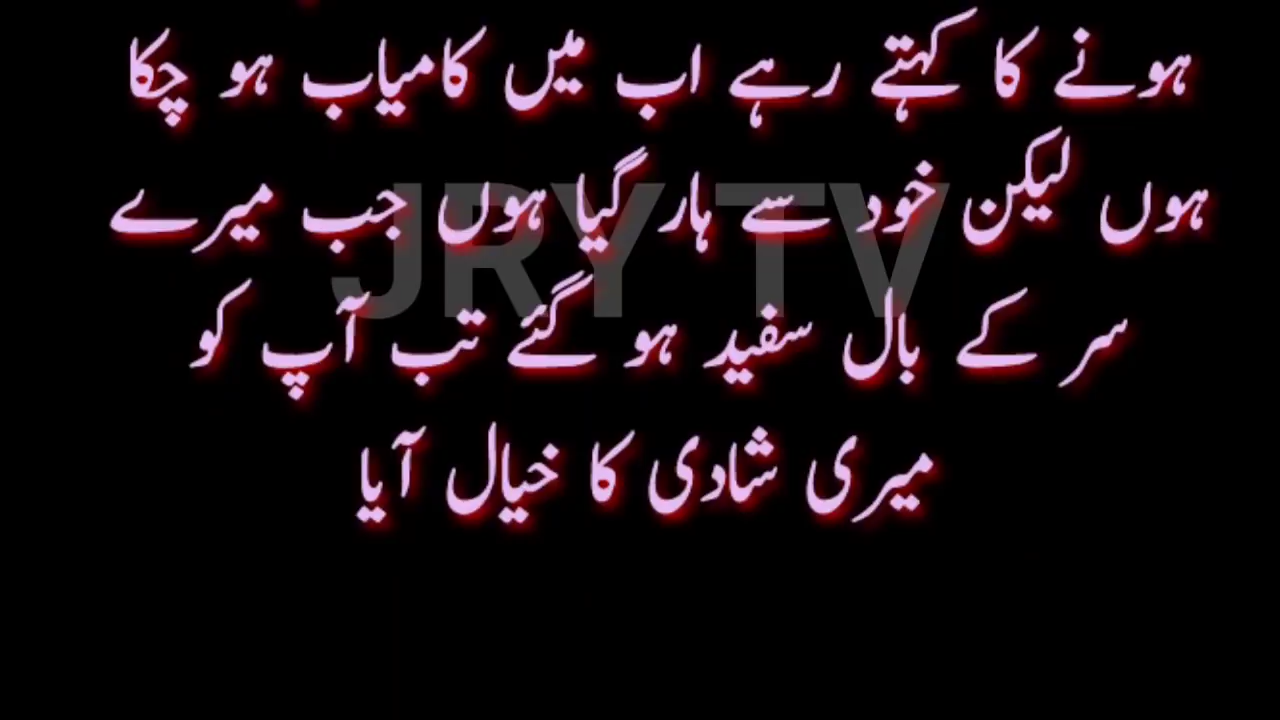 ہونے کا کہتے رہے اب میں کامیاب ہو چکا
ہوں لیکن خود سے ہار گیا ہوں جب میرے
JRY TV
سر کے بال سفید ہو گئے تب آپ کو
میری شادی کا خیال آیا